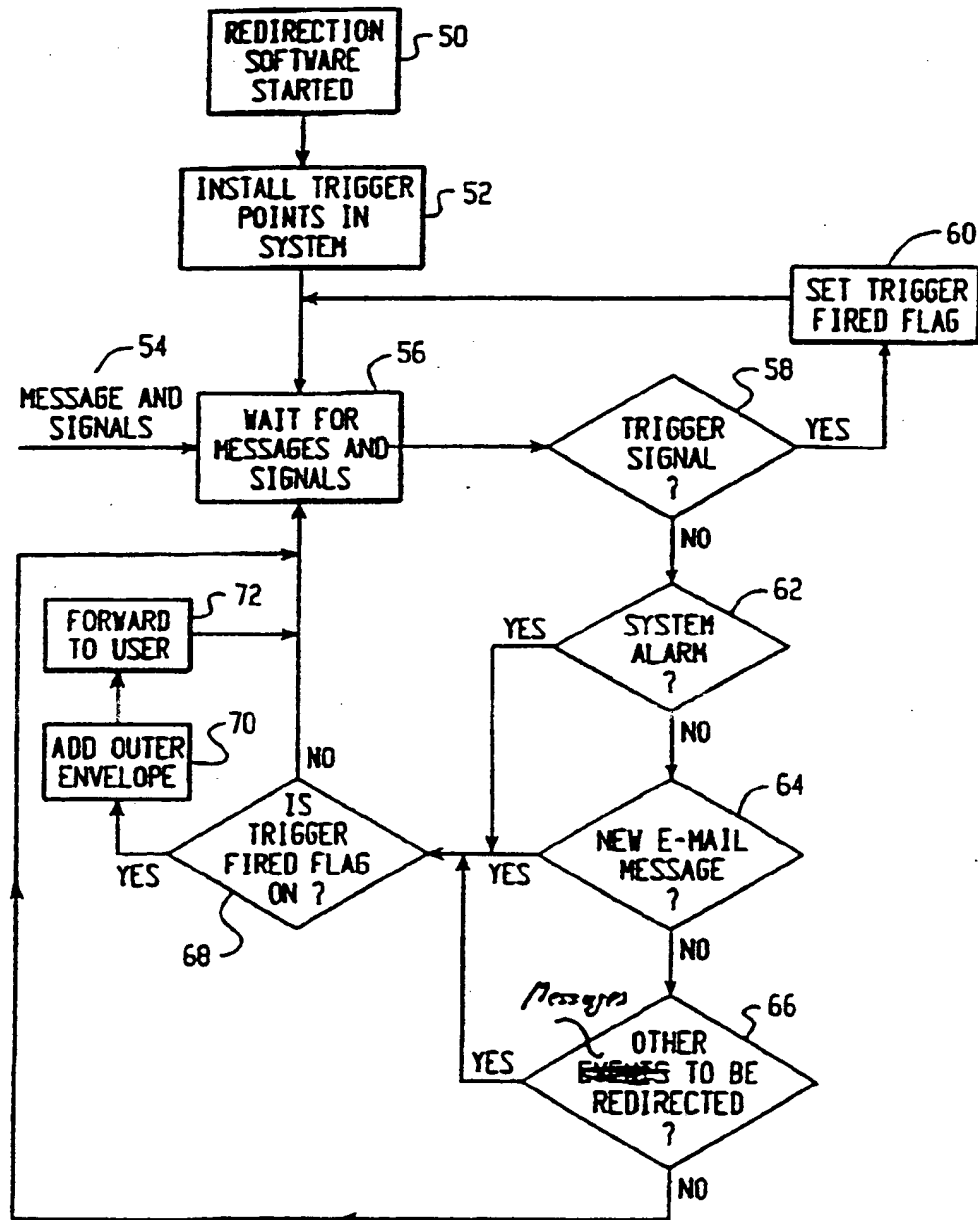 REDIRECTION
SOFTWARE
STARTED
50
INSTALL TRIGGER
POINTS IN
SYSTEM
52
60
SET TRIGGER
FIRED FLAG
54
MESSAGE AND
SIGNALS
56
WAIT FOR
MESSAGES AND
SIGNALS
58
TRIGGER
SIGNAL
?
YES
NO
62
SYSTEM
ALARM
?
YES
NO
72
FORWARD
TO USER
70
ADD OUTER
ENVELOPE
NO
IS
TRIGGER
FIRED FLAG
ON ?
YES
68
64
NEW E-MAIL
MESSAGE
?
YES
NO
Messages
66
OTHER
EVENTS TO BE
REDIRECTED
?
YES
NO